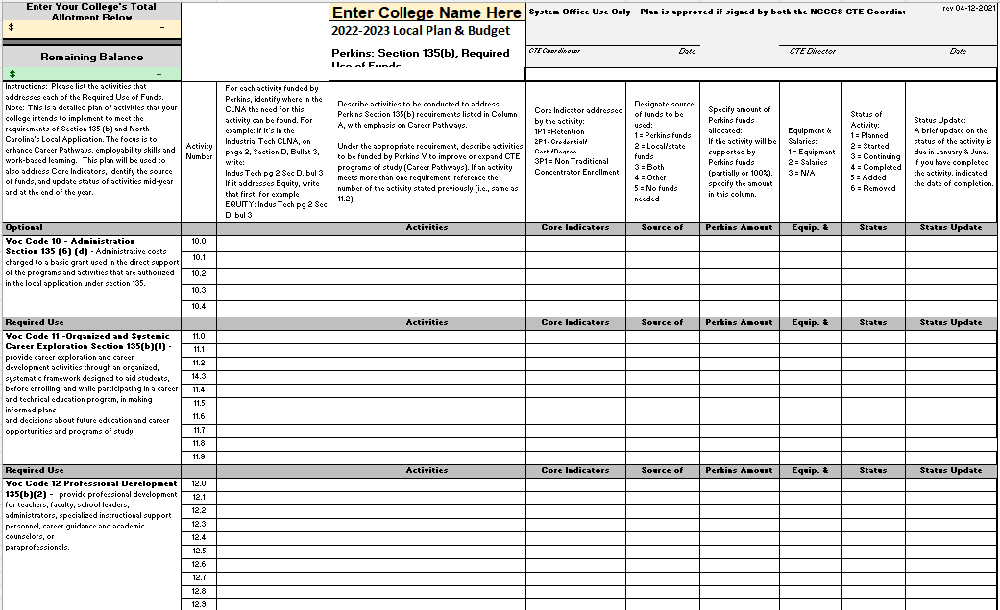 Enter Your College's Total
Allotment Below
$ -
Remaining Balance
$ -
Enter College Name Here
2022-2023 Local Plan & Budget
Perkins: Section 135(b), Required
Use of Funds
System Office Use Only - Plan is approved if signed by both the NCCCS CTE Coordina
rev 04-12-2021
CTE Coordinator Date CTE Director Date
Instructions: Please list the activities that
addresses each of the Required Use of Funds.
Note: This is a detailed plan of activities that your
college intends to implement to meet the
requirements of Section 135 (b) and North
Carolina's Local Application. The focus is to
enhance Career Pathways, employability skills and
work-based learning. This plan will be used to
also address Core Indicators, identify the source
of funds, and update status of activities mid-year
and at the end of the year.
Activity
Number
For each activity funded by
Perkins, identify where in the
CLNA the need for this
activity can be found. For
example: if it's in the
Industrial Tech CLNA, on
page 2, Section D, Bullet 3,
write:
Indus Tech pg 2 Sec D, bul 3
If it addresses Equity, write
that first, for example
EQUITY: Indus Tech pg 2 Sec
D, bul 3
Describe activities to be conducted to address
Perkins Section 135(b) requirements listed in Column
A, with emphasis on Career Pathways.
Under the appropriate requirement, describe activities
to be funded by Perkins V to improve or expand CTE
programs of study (Career Pathways). If an activity
meets more than one requirement, reference the
number of the activity stated previously (i.e., same as
11.2).
Core Indicator addressed
by the activity:
1P1 =Retention
2P1- Credential/
Cert./Degree
3P1 = Non Traditional
Concentrator Enrollment
Designate source
of funds to be
used:
1 = Perkins funds
2 = Local/state
funds
3 = Both
4 = Other
5 = No funds
needed
Specify amount of
Perkins funds
allocated:
If the activity will be
supported by
Perkins funds
(partially or 100%),
specify the amount
in this column.
Equipment &
Salaries:
1 = Equipment
2 = Salaries
3 = N/A
Status of
Activity:
1 = Planned
2 = Started
3 = Continuing
4 = Completed
5 = Added
6 = Removed
Status Update:
A brief update on the
status of the activity is
due in January & June.
If you have completed
the activity, indicated
the date of completion.
Optional Activities Core Indicators Source of Perkins Amount Equip. & Status Status Update
Voc Code 10 - Administration
Section 135 (6) (d) - Administrative costs
charged to a basic grant used in the direct support
of the programs and activities that are authorized
in the local application under section 135.
10.0
10.1
10.2
10.3
10.4
Required Use Activities Core Indicators Source of Perkins Amount Equip. & Status Status Update
Voc Code 11 -Organized and Systemic
Career Exploration Section 135(b)(1) -
provide career exploration and career
development activities through an organized,
systematic framework designed to aid students,
before enrolling, and while participating in a career
and technical education program, in making
informed plans
and decisions about future education and career
opportunities and programs of study
11.0
11.1
11.2
14.3
11.4
11.5
11.6
11.7
11.8
11.9
Required Use Activities Core Indicators Source of Perkins Amount Equip. & Status Status Update
Voc Code 12 Professional Development
135(b)(2) - provide professional development
for teachers, faculty, school leaders,
administrators, specialized instructional support
personnel, career guidance and academic
counselors, or
paraprofessionals.
12.0
12.1
12.2
12.3
12.4
12.5
12.6
12.7
12.8
12.9